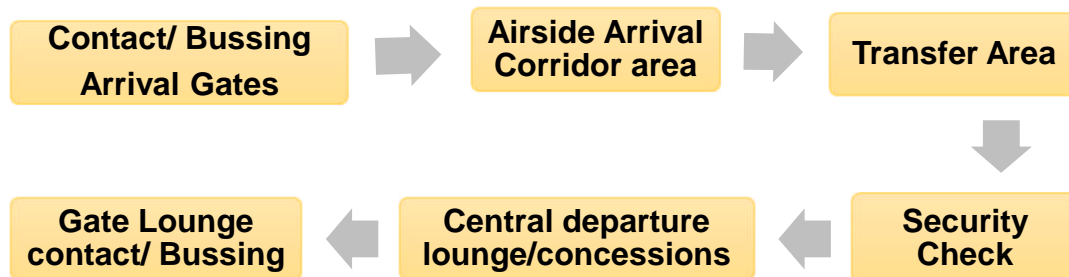 Contact/ Bussing
Arrival Gates
Airside Arrival
Corridor area
Transfer Area
Security
Check
Central departure
lounge/concessions
Gate Lounge
contact/ Bussing